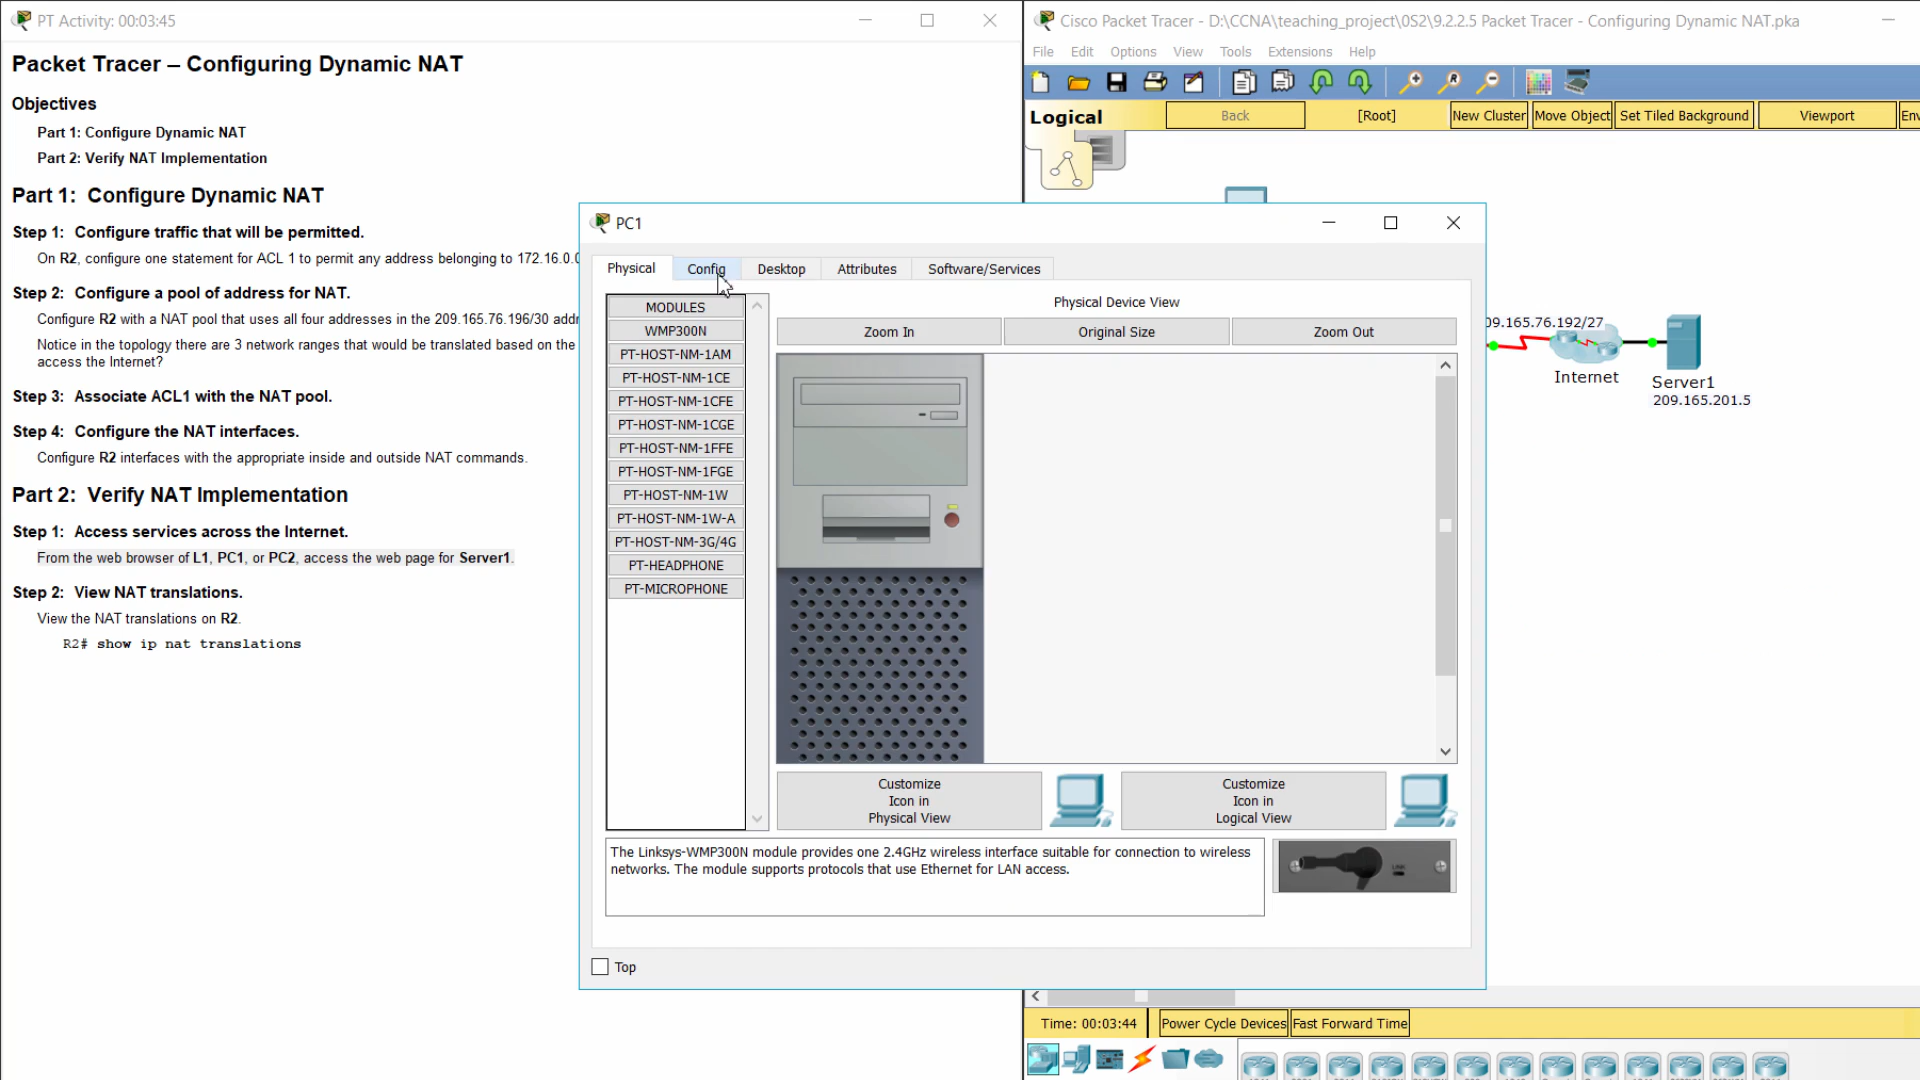 PT Activity: 00:03:45
Packet Tracer – Configuring Dynamic NAT
Objectives
Part 1: Configure Dynamic NAT
Part 2: Verify NAT Implementation
Part 1:  Configure Dynamic NAT
Step 1:  Configure traffic that will be permitted.
On R2, configure one statement for ACL 1 to permit any address belonging to 172.16.0.0
Step 2:  Configure a pool of address for NAT.
Configure R2 with a NAT pool that uses all four addresses in the 209.165.76.196/30 addr
Notice in the topology there are 3 network ranges that would be translated based on the
access the Internet?
Step 3:  Associate ACL1 with the NAT pool.
Step 4:  Configure the NAT interfaces.
Configure R2 interfaces with the appropriate inside and outside NAT commands.
Part 2:  Verify NAT Implementation
Step 1:  Access services across the Internet.
From the web browser of L1, PC1, or PC2, access the web page for Server1.
Step 2:  View NAT translations.
View the NAT translations on R2.
R2# show ip nat translations
Cisco Packet Tracer - D:\CCNA\teaching_project\0S2\9.2.2.5 Packet Tracer - Configuring Dynamic NAT.pka
File Edit Options View Tools Extensions Help
Logical Back [Root] New Cluster Move Object Set Tiled Background Viewport Env
PC1
Physical Config Desktop Attributes Software/Services
MODULES
WMP300N
PT-HOST-NM-1AM
PT-HOST-NM-1CE
PT-HOST-NM-1CFE
PT-HOST-NM-1CGE
PT-HOST-NM-1FFE
PT-HOST-NM-1FGE
PT-HOST-NM-1W
PT-HOST-NM-1W-A
PT-HOST-NM-3G/4G
PT-HEADPHONE
PT-MICROPHONE
Physical Device View
Zoom In Original Size Zoom Out
Customize
Icon in
Physical View
Customize
Icon in
Logical View
The Linksys-WMP300N module provides one 2.4GHz wireless interface suitable for connection to wireless
networks. The module supports protocols that use Ethernet for LAN access.
Top
09.165.76.192/27
Internet
Server1
209.165.201.5
Time: 00:03:44 Power Cycle Devices Fast Forward Time